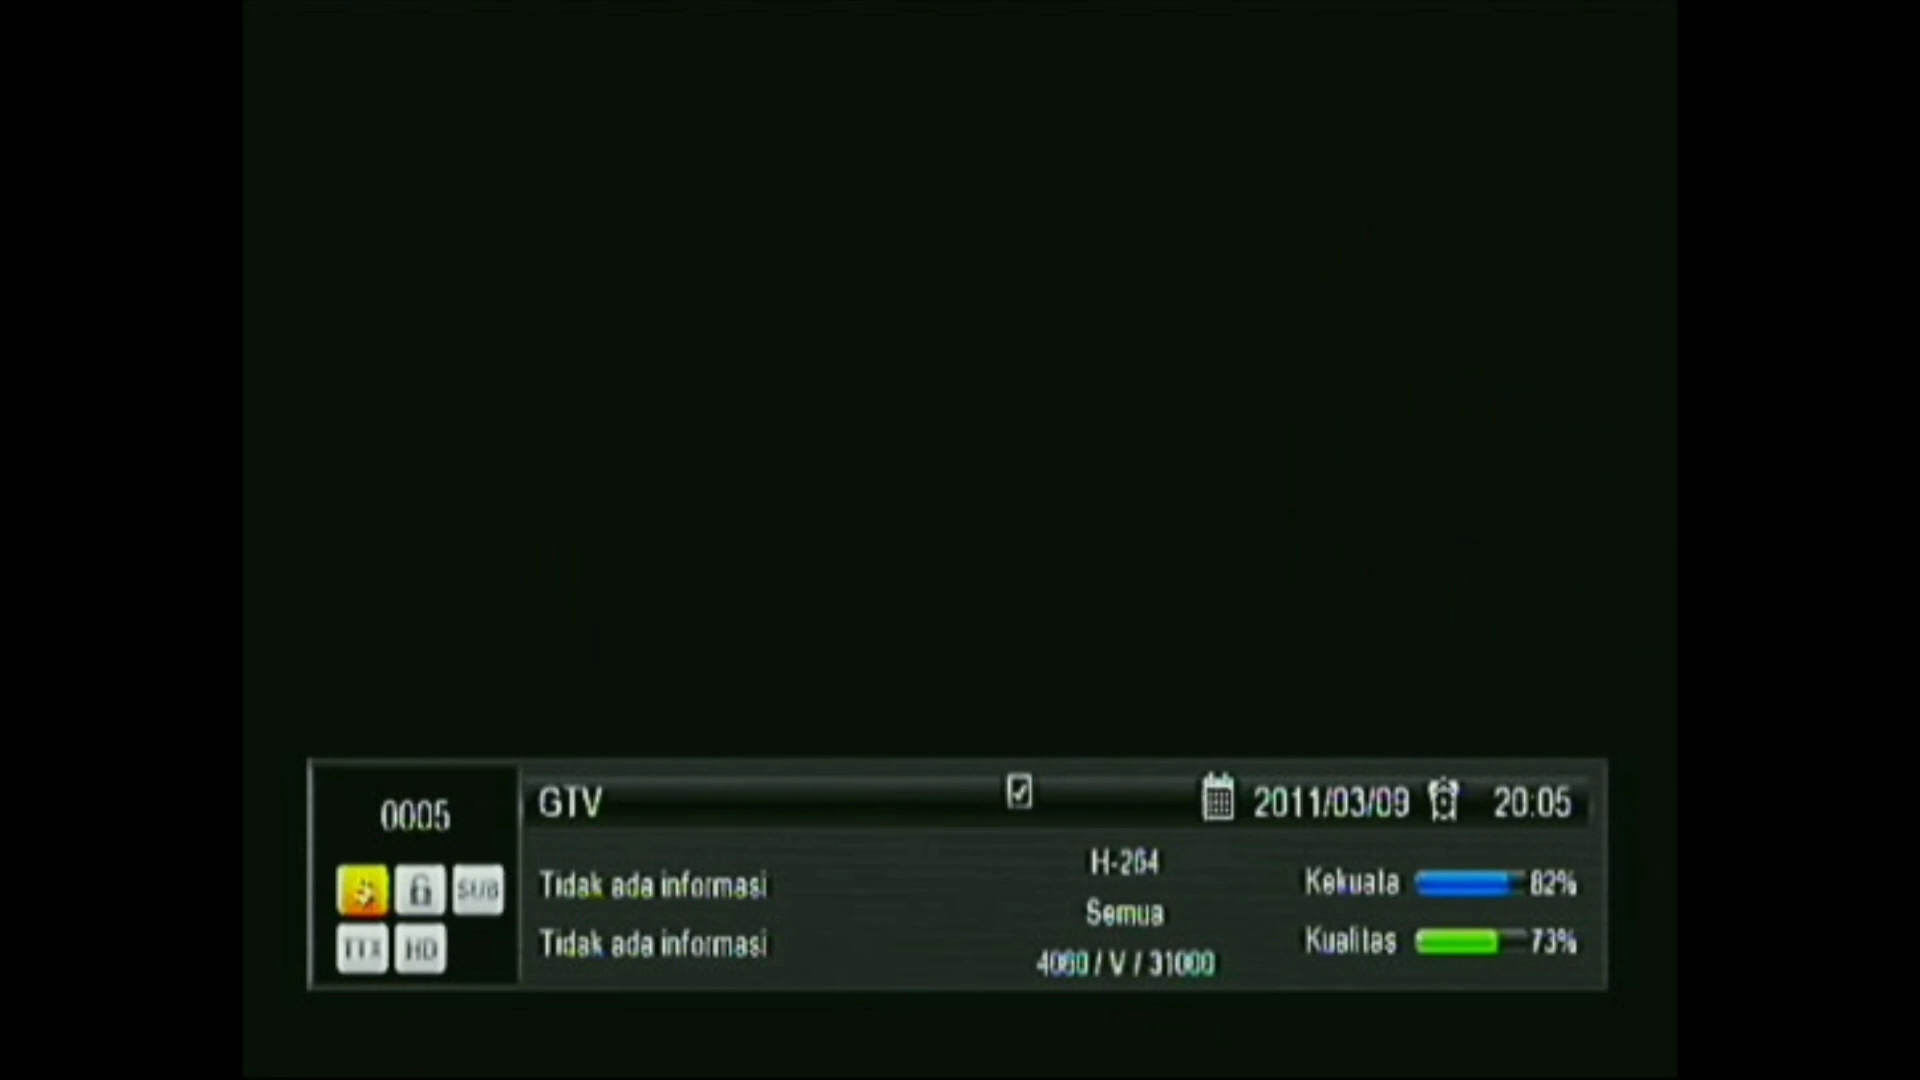 0005
GTV
2011/03/09
20:05
SUB
TTX
HD
Tidak ada informasi
Tidak ada informasi
H-264
Semua
4080 / V / 31000
Kekuata
82%
Kualitas
73%